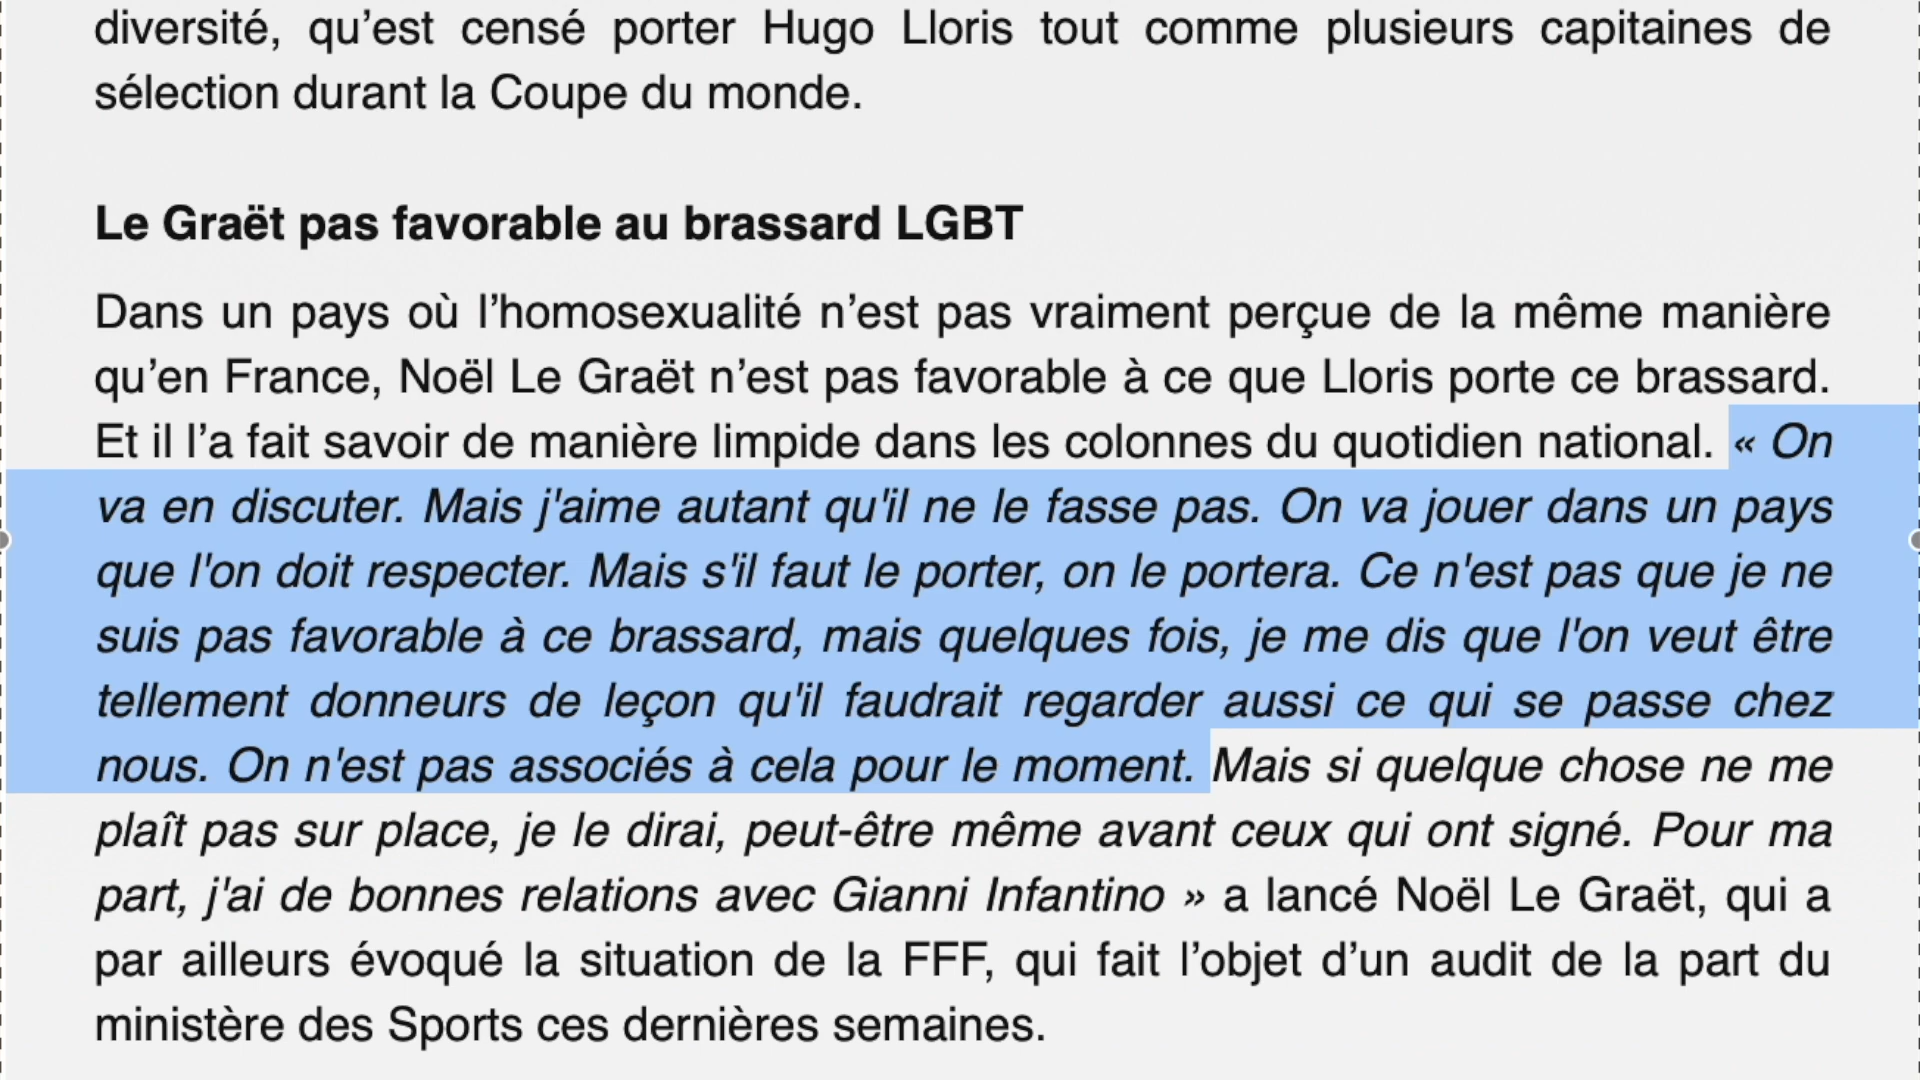 diversité, qu’est censé porter Hugo Lloris tout comme plusieurs capitaines de
sélection durant la Coupe du monde.
Le Graët pas favorable au brassard LGBT
Dans un pays où l’homosexualité n’est pas vraiment perçue de la même manière
qu’en France, Noël Le Graët n’est pas favorable à ce que Lloris porte ce brassard.
Et il l’a fait savoir de manière limpide dans les colonnes du quotidien national. « On
va en discuter. Mais j'aime autant qu'il ne le fasse pas. On va jouer dans un pays
que l'on doit respecter. Mais s'il faut le porter, on le portera. Ce n'est pas que je ne
suis pas favorable à ce brassard, mais quelques fois, je me dis que l'on veut être
tellement donneurs de leçon qu'il faudrait regarder aussi ce qui se passe chez
nous. On n'est pas associés à cela pour le moment. Mais si quelque chose ne me
plaît pas sur place, je le dirai, peut-être même avant ceux qui ont signé. Pour ma
part, j'ai de bonnes relations avec Gianni Infantino » a lancé Noël Le Graët, qui a
par ailleurs évoqué la situation de la FFF, qui fait l’objet d’un audit de la part du
ministère des Sports ces dernières semaines.